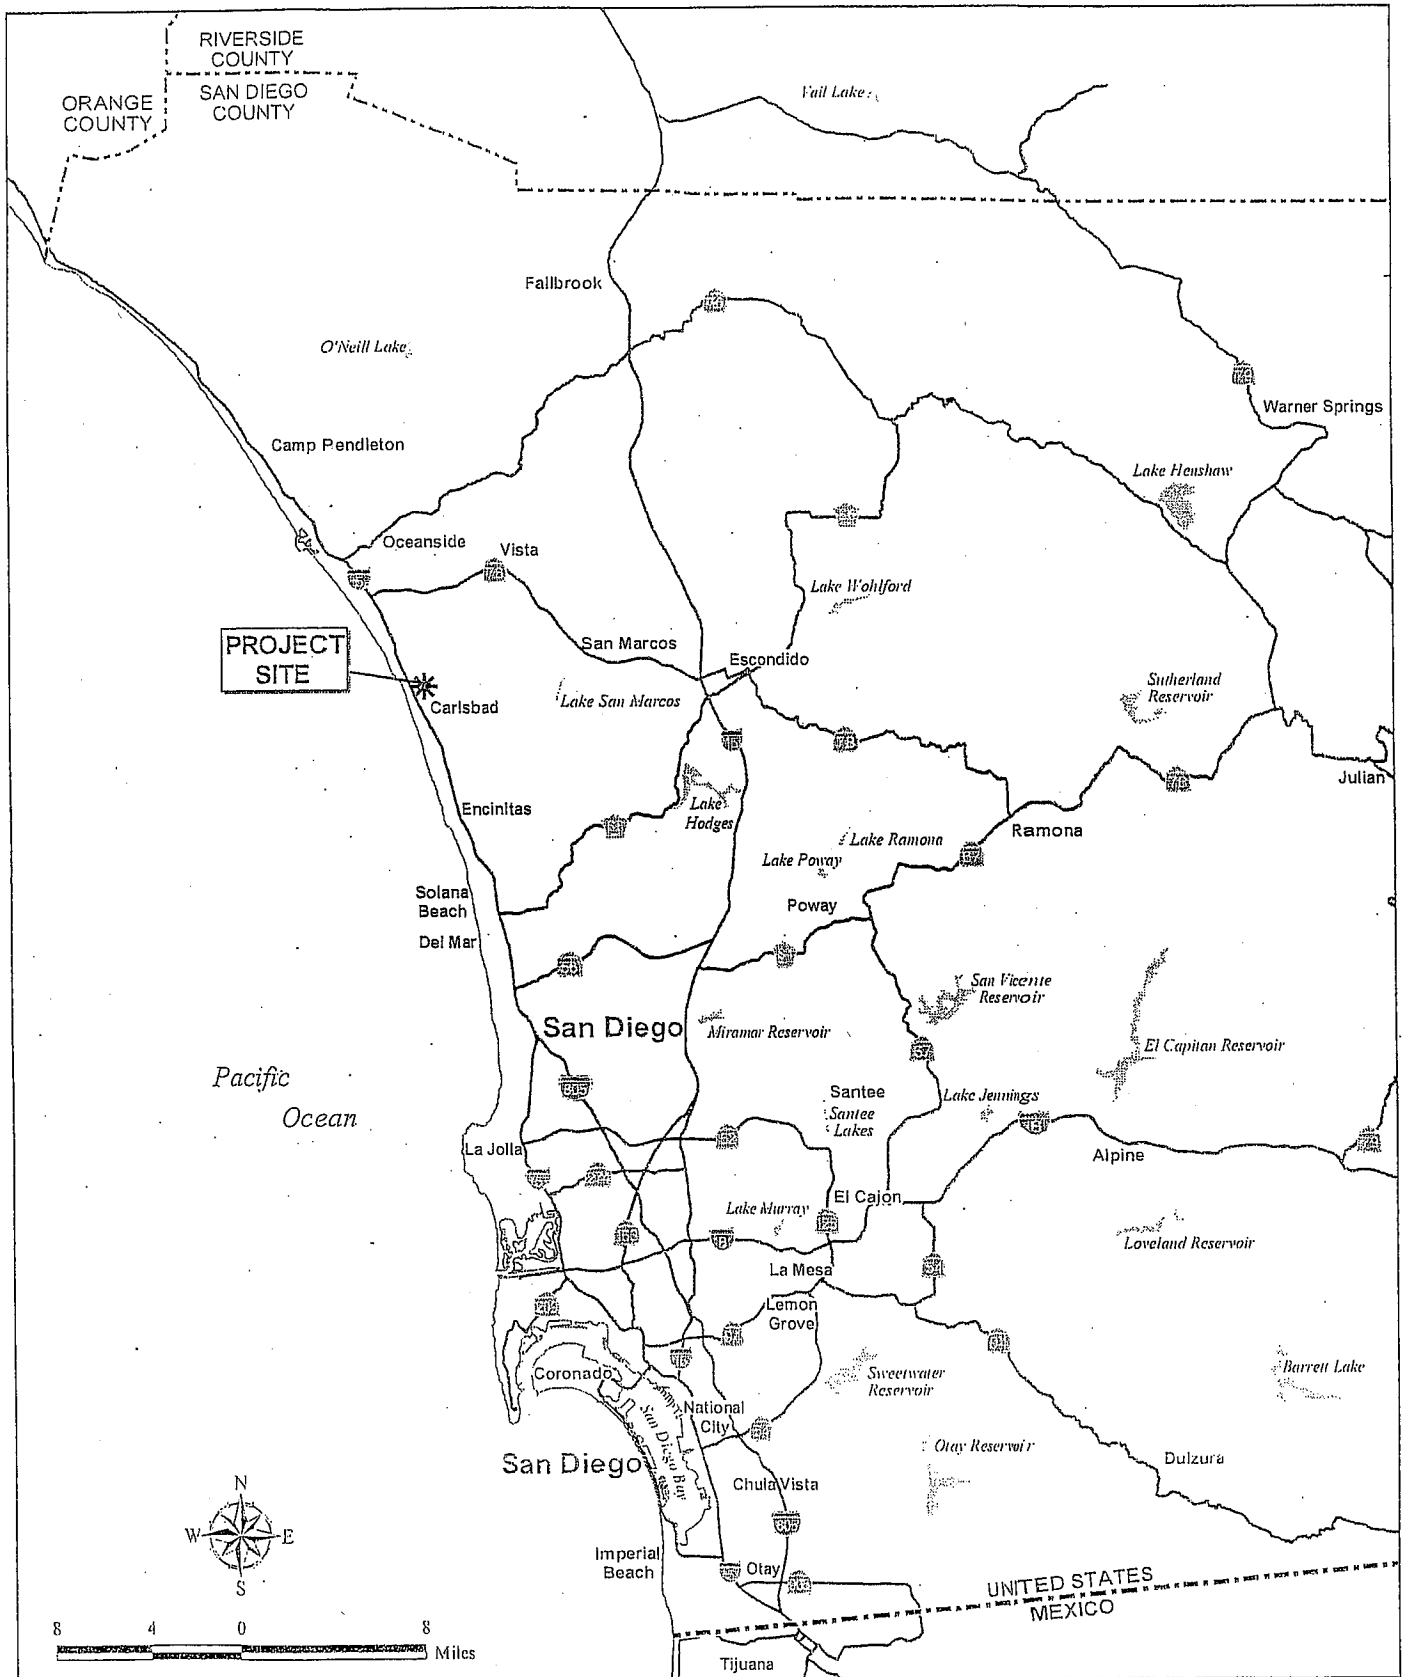 RIVERSIDE
COUNTY
SAN DIEGO
COUNTY
ORANGE
COUNTY
Vail Lake
Fallbrook
O'Neill Lake
Warner Springs
Camp Pendleton
Lake Henshaw
Oceanside
Vista
Lake Wohlford
PROJECT
SITE
San Marcos
Escondido
Lake San Marcos
Sutherland
Reservoir
Carlsbad
78
Julian
Encinitas
Lake
Hodges
Ramona
Lake Ramona
Lake Poway
Solana
Beach
Poway
Del Mar
San Vicente
Reservoir
San Diego
Miramar Reservoir
El Capitan Reservoir
Pacific
Ocean
805
Santee
Santee
Lakes
Lake Jennings
La Jolla
Alpine
El Cajon
Lake Murray
Loveland Reservoir
La Mesa
Lemon
Grove
Coronado
Sweetwater
Reservoir
Barrett Lake
National
City
San Diego Bay
Otay Reservoir
San Diego
Dulzura
Chula Vista
805
N
W
E
S
Imperial
Beach
Otay
UNITED STATES
MEXICO
8 4 0 8
Miles
Tijuana